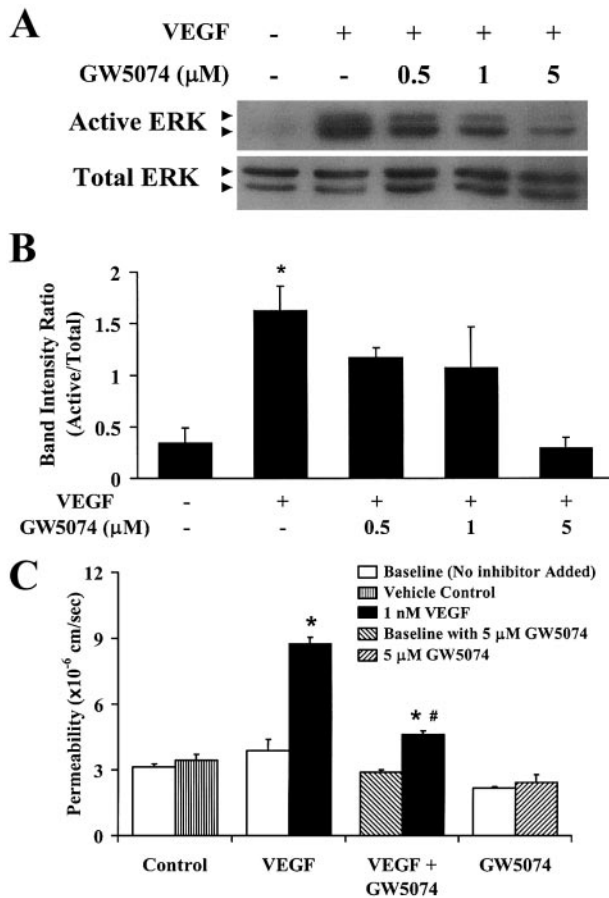 A
VEGF - + + + +
GW5074 (μM) - - 0.5 1 5
Active ERK
Total ERK
B
2
1.5
1
0.5
0
Band Intensity Ratio
(Active/Total)
*
VEGF - + + + +
GW5074 (μM) - - 0.5 1 5
C
12
9
6
3
0
Permeability (x10⁻⁶ cm/sec)
Baseline (No inhibitor Added)
Vehicle Control
1 nM VEGF
Baseline with 5 μM GW5074
5 μM GW5074
*
* #
Control VEGF VEGF + GW5074
GW5074